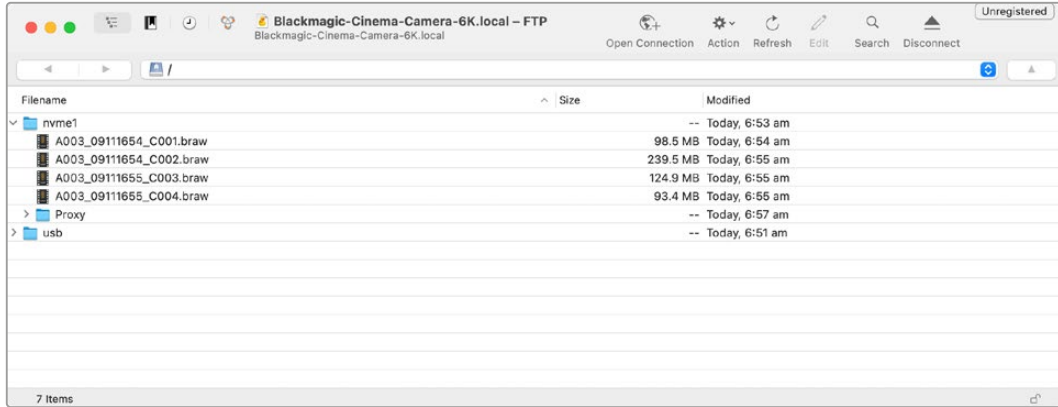 Unregistered
Blackmagic-Cinema-Camera-6K.local – FTP
Blackmagic-Cinema-Camera-6K.local
Open Connection Action Refresh Edit Search Disconnect
/
Filename Size Modified
nvme1 -- Today, 6:53 am
A003_09111654_C001.braw 98.5 MB Today, 6:54 am
A003_09111654_C002.braw 239.5 MB Today, 6:55 am
A003_09111655_C003.braw 124.9 MB Today, 6:55 am
A003_09111655_C004.braw 93.4 MB Today, 6:55 am
Proxy -- Today, 6:57 am
usb -- Today, 6:51 am
7 Items